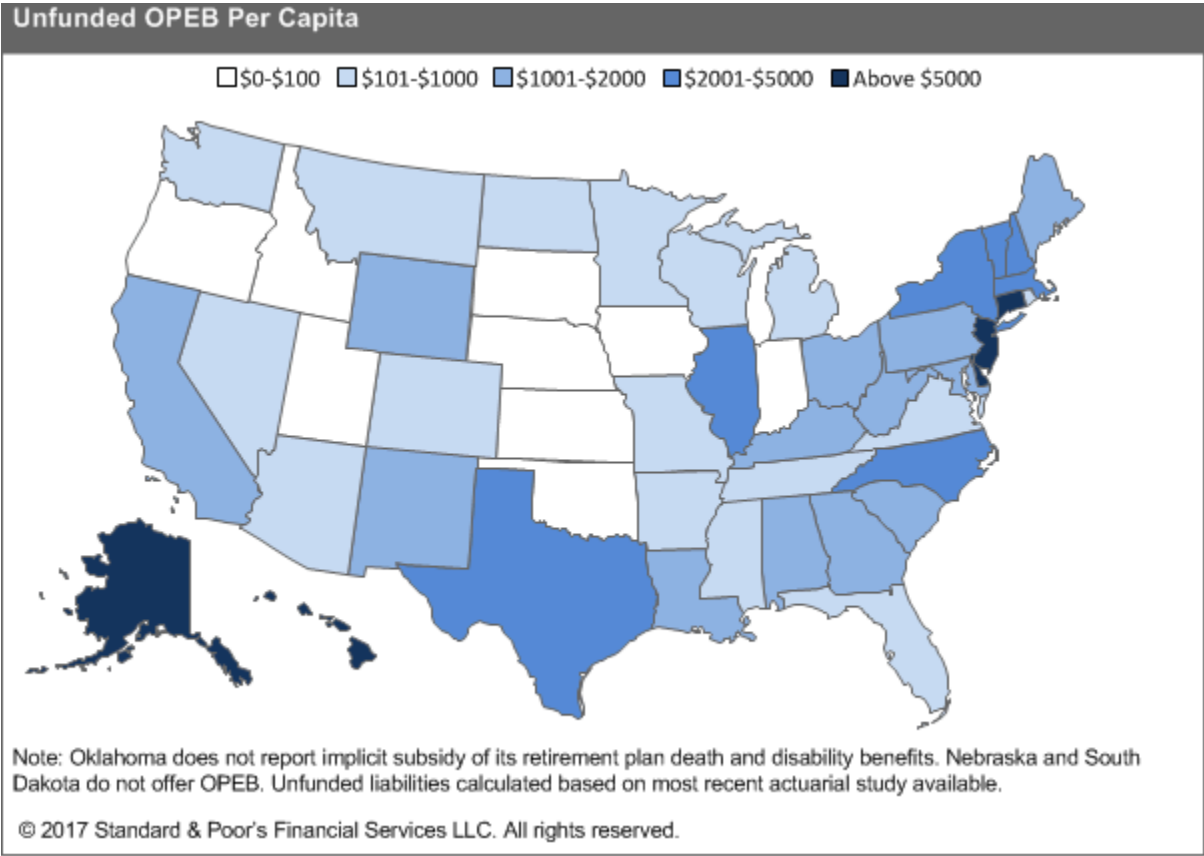 Unfunded OPEB Per Capita
$0-$100 $101-$1000 $1001-$2000 $2001-$5000 Above $5000
Note: Oklahoma does not report implicit subsidy of its retirement plan death and disability benefits. Nebraska and South
Dakota do not offer OPEB. Unfunded liabilities calculated based on most recent actuarial study available.
© 2017 Standard & Poor's Financial Services LLC. All rights reserved.